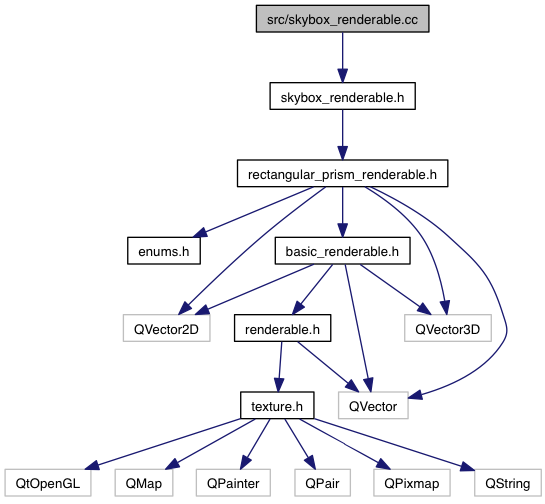 src/skybox_renderable.cc
skybox_renderable.h
rectangular_prism_renderable.h
enums.h
basic_renderable.h
QVector2D
renderable.h
QVector3D
texture.h
QVector
QtOpenGL
QMap
QPainter
QPair
QPixmap
QString